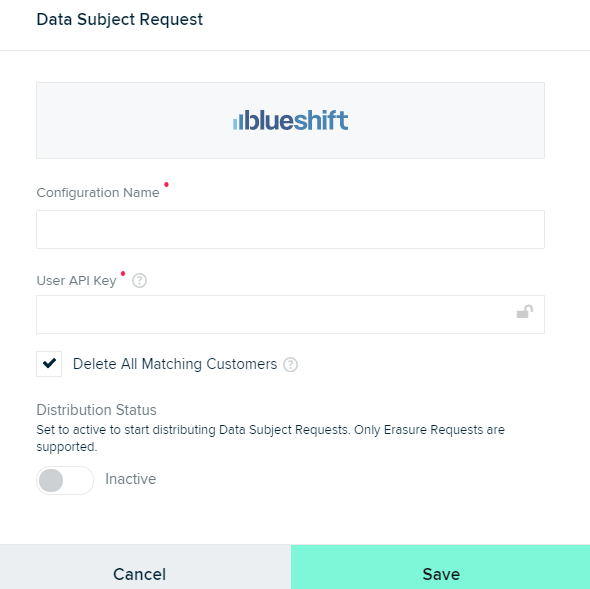 Data Subject Request
blueshift
Configuration Name
User API Key ?
Delete All Matching Customers ?
Distribution Status
Set to active to start distributing Data Subject Requests. Only Erasure Requests are
supported.
Inactive
Cancel Save